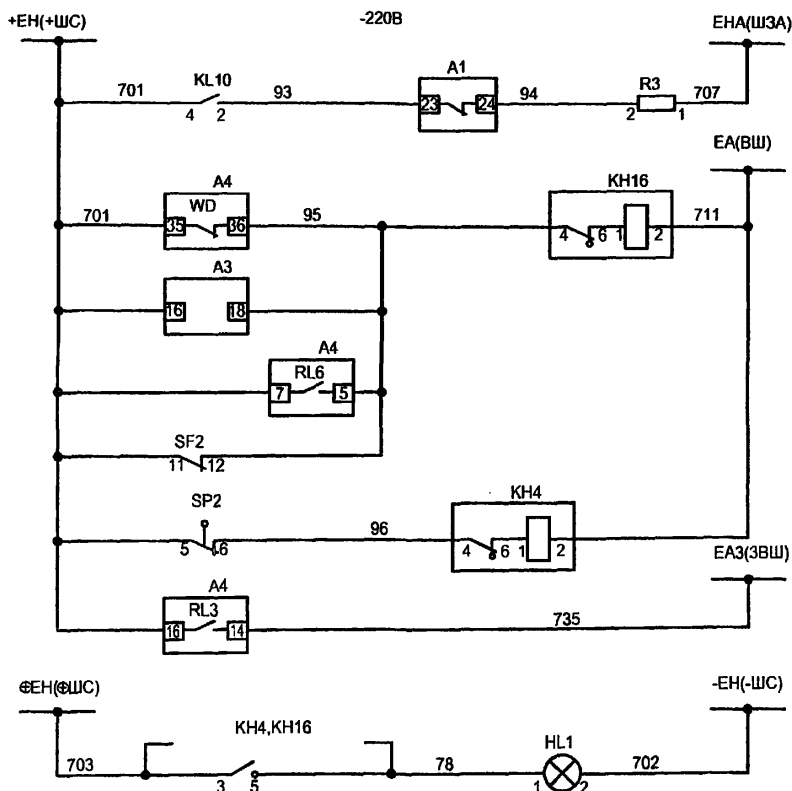 +ЕН(+ШС) -220В ЕНА(ШЗА)
701 KL10 93 A1 94 R3 707
4 2 23 24 2 1
ЕА(ВШ)
A4 KH16
701 WD 95 711
35 36 4 6 1 2
A3
16 18
A4
RL6
7 5
SF2
11 12
SP2 KH4
96
5 6 4 6 1 2
ЕАЗ(ЗВШ)
A4
RL3 735
16 14
⊕ЕН(⊕ШС) -ЕН(-ШС)
KH4,KH16 HL1
703 78 702
3 5 1 2